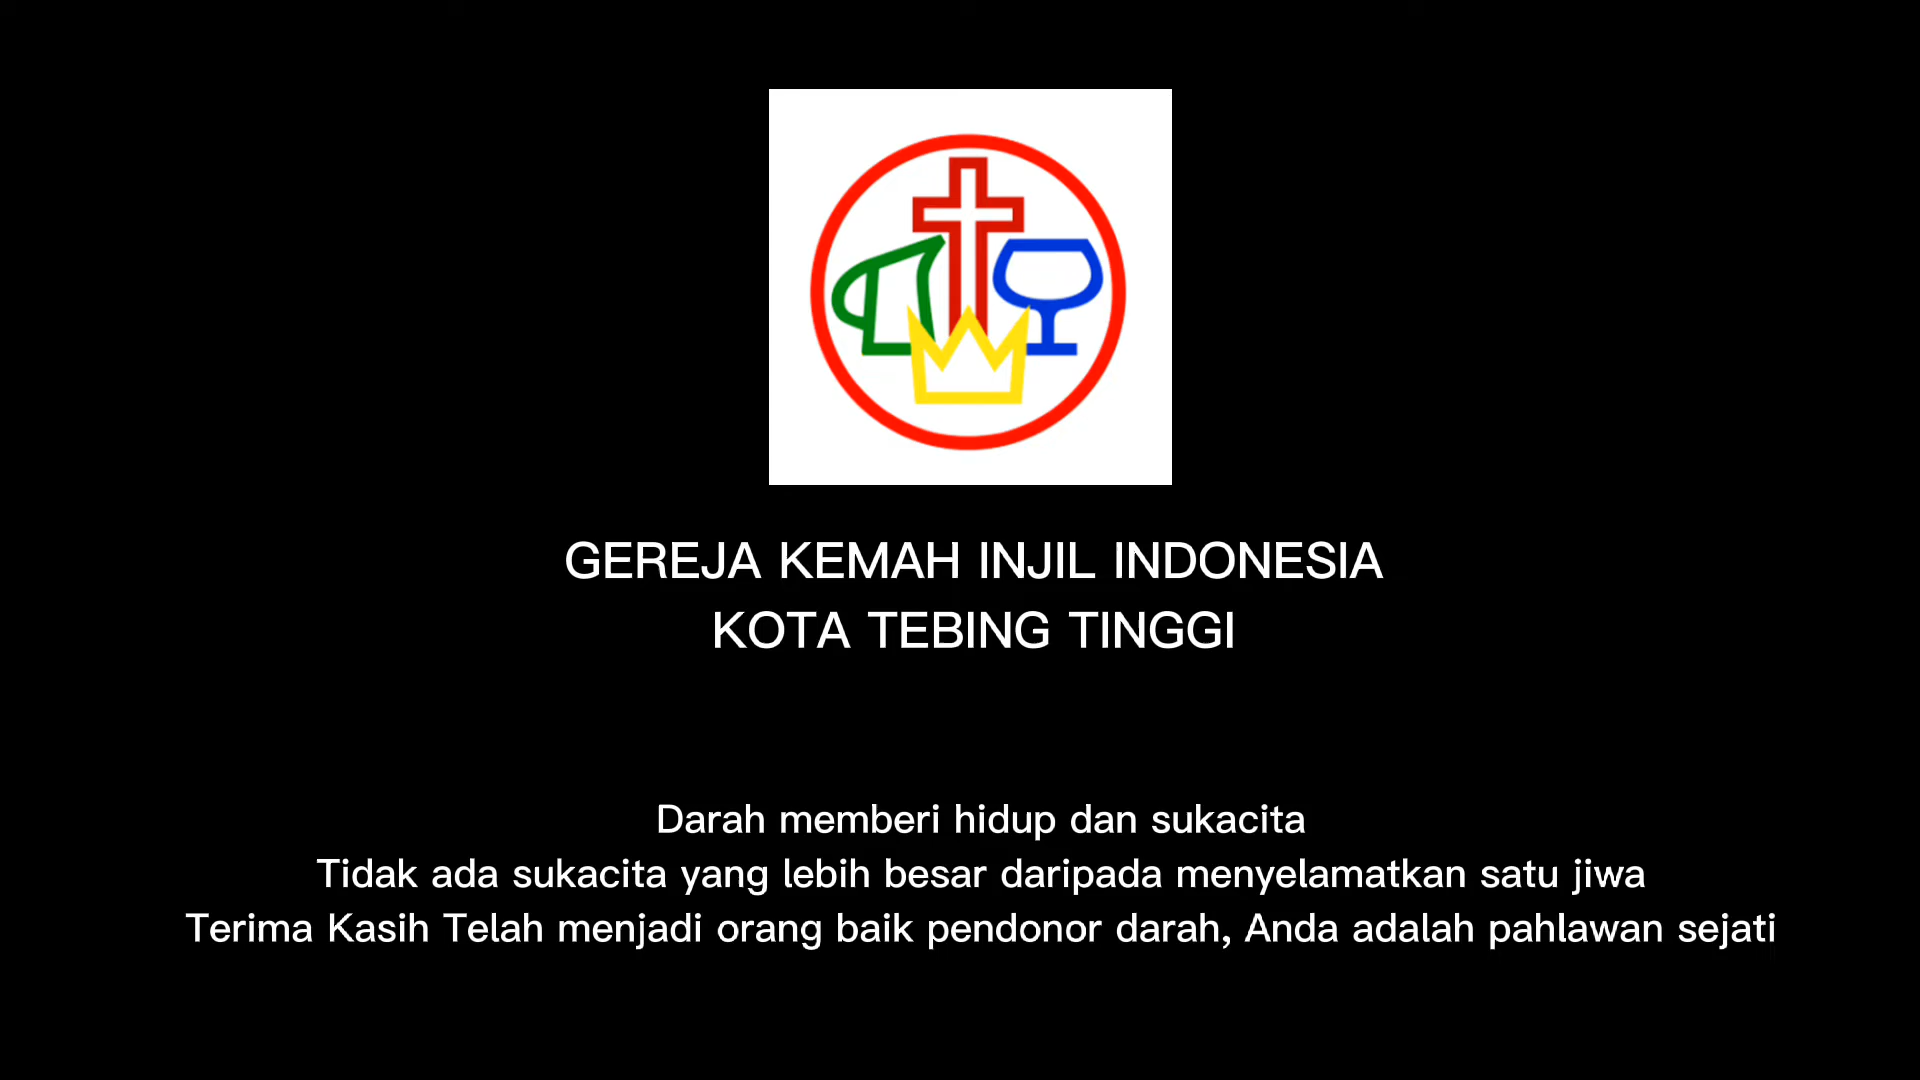 GEREJA KEMAH INJIL INDONESIA
KOTA TEBING TINGGI
Darah memberi hidup dan sukacita
Tidak ada sukacita yang lebih besar daripada menyelamatkan satu jiwa
Terima Kasih Telah menjadi orang baik pendonor darah, Anda adalah pahlawan sejati